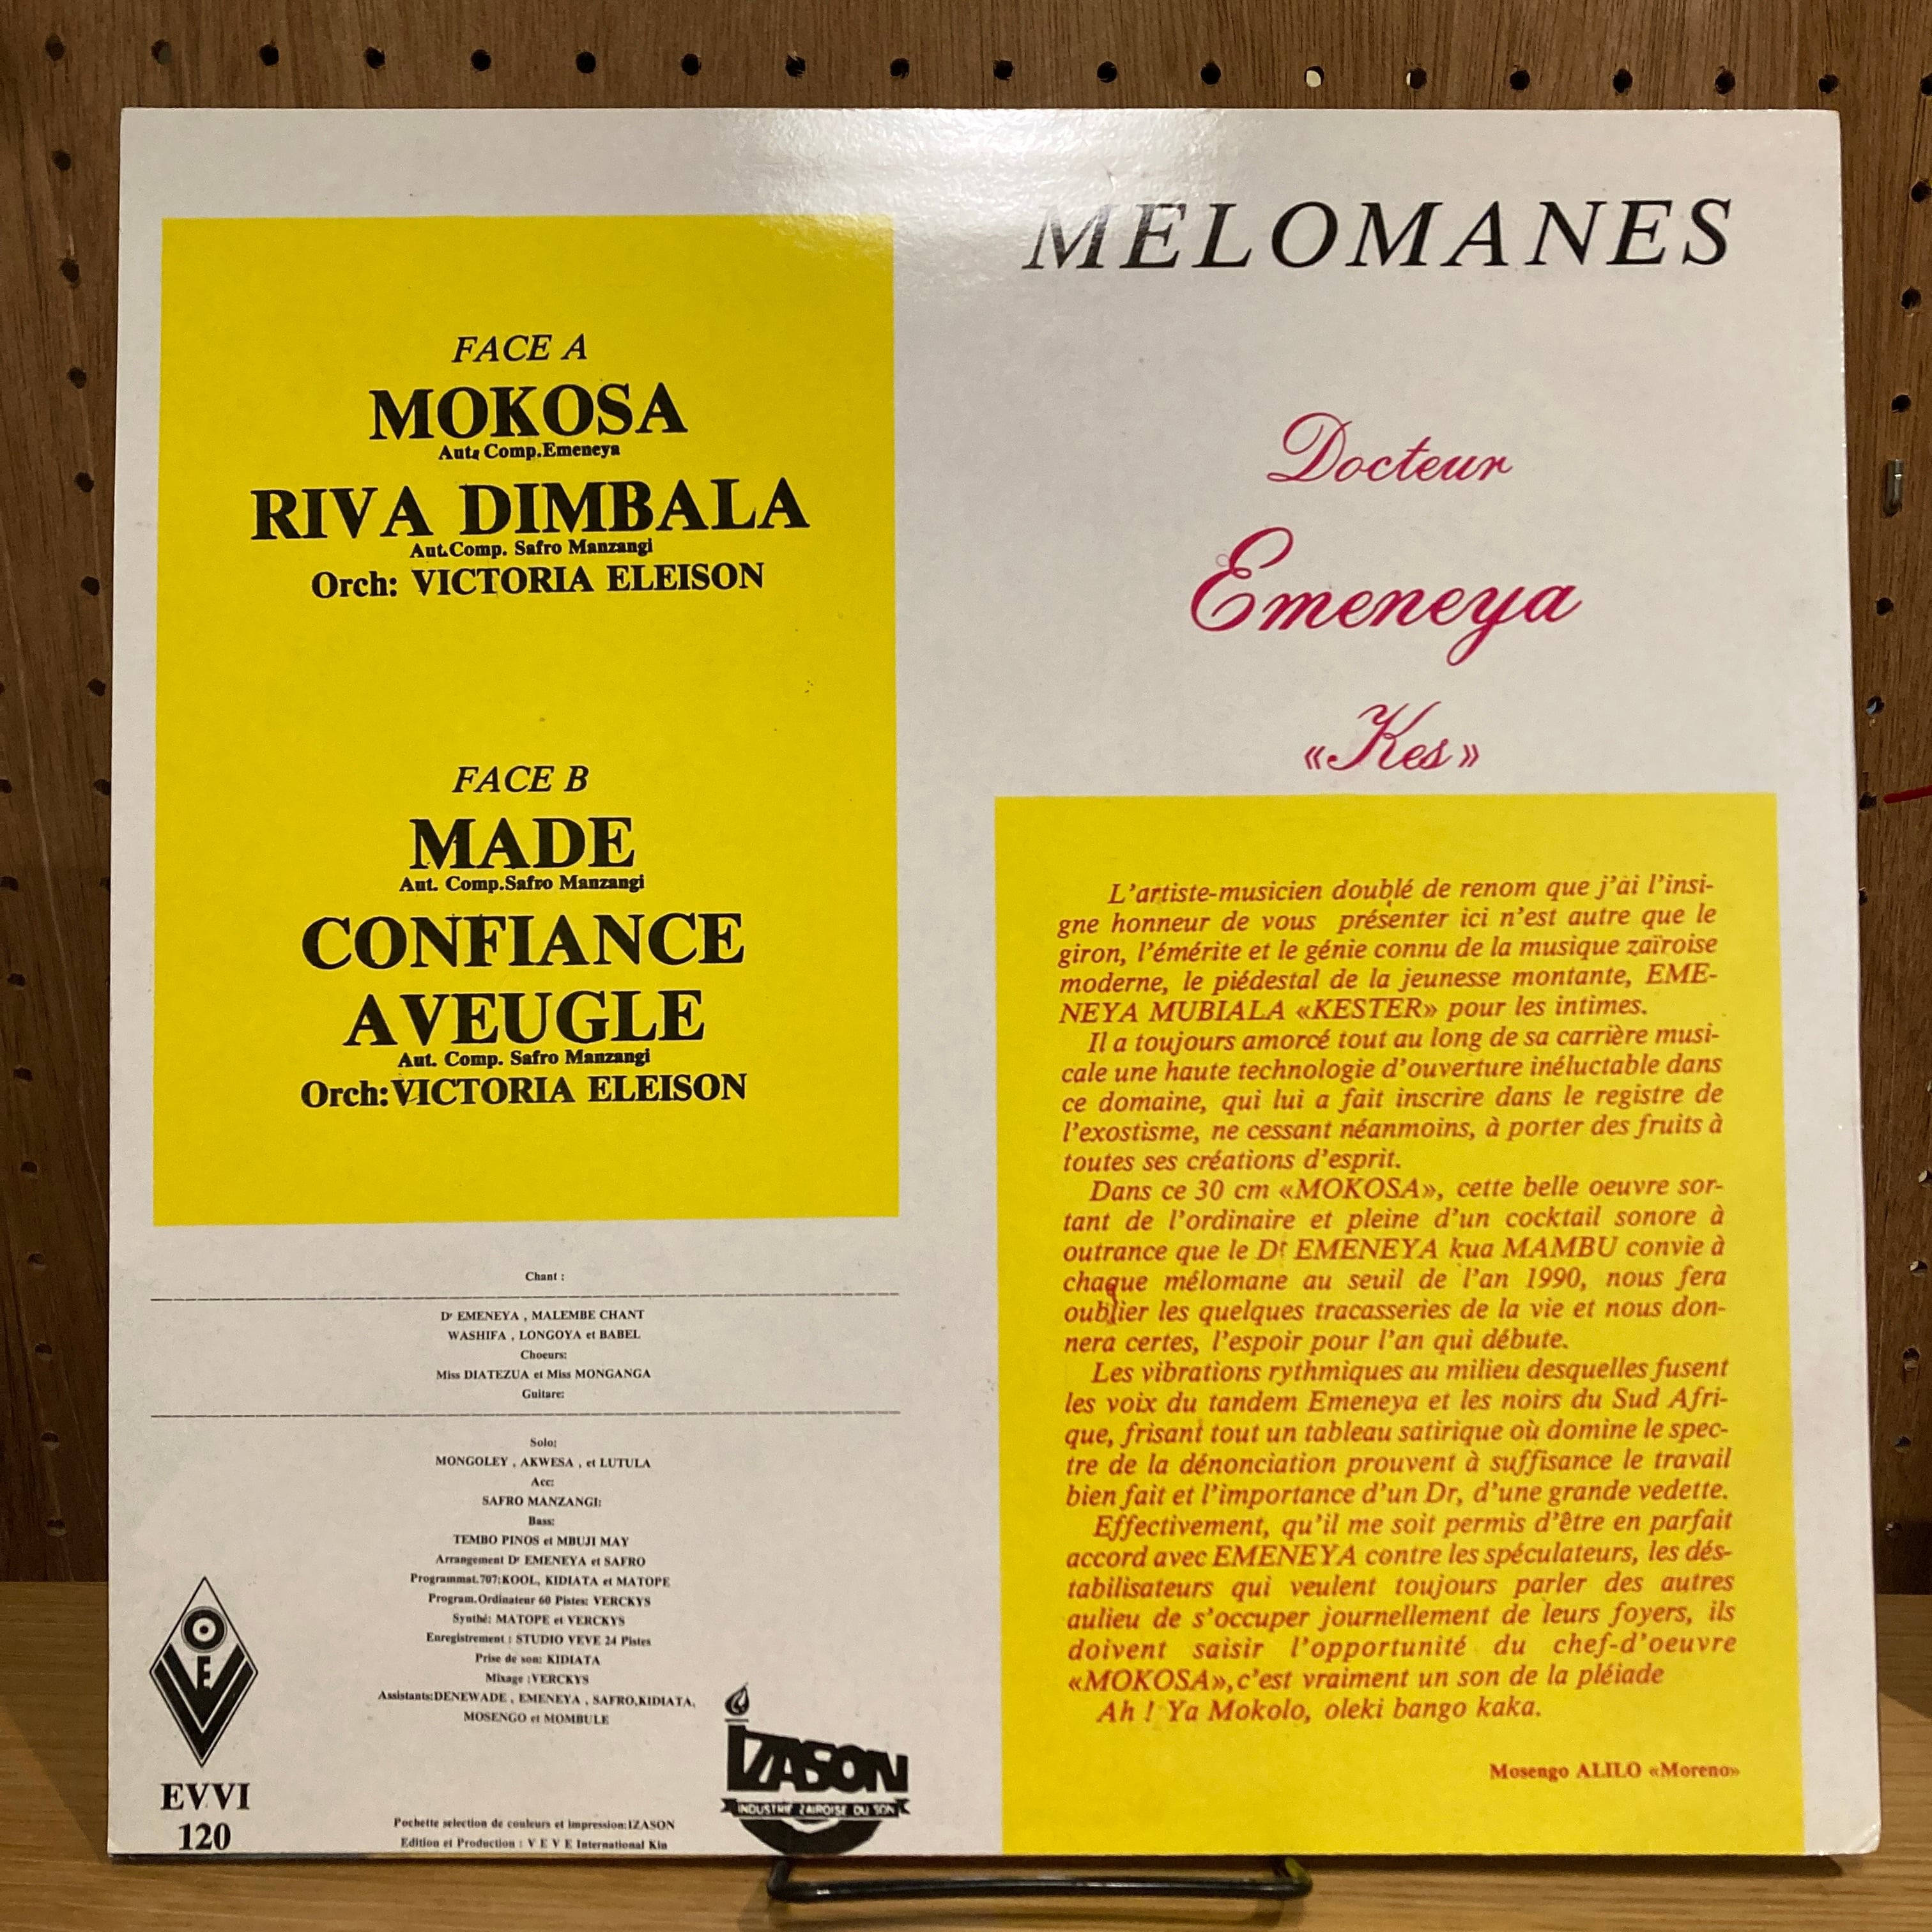 FACE A
MOKOSA
Aut. Comp.Emeneya
RIVA DIMBALA
Aut.Comp. Safro Manzangi
Orch: VICTORIA ELEISON
FACE B
MADE
Aut. Comp.Safro Manzangi
CONFIANCE
AVEUGLE
Aut. Comp. Safro Manzangi
Orch:VICTORIA ELEISON
Chant :
Dr EMENEYA , MALEMBE CHANT
WASHIFA , LONGOYA et BABEL
Choeurs:
Miss DIATEZUA et Miss MONGANGA
Guitare:
Solo:
MONGOLEY , AKWESA , et LUTULA
Acc:
SAFRO MANZANGI:
Bass:
TEMBO PINOS et MBUJI MAY
Arrangement Dr EMENEYA et SAFRO
Programmat.707:KOOL, KIDIATA et MATOPE
Program.Ordinateur 60 Pistes: VERCKYS
Synthé: MATOPE et VERCKYS
Enregistrement : STUDIO VEVE 24 Pistes
Prise de son: KIDIATA
Mixage :VERCKYS
Assistants:DENEWADE , EMENEYA , SAFRO,KIDIATA,
MOSENGO et MOMBULE
EVVI
120
IZASON
INDUSTRIE ZAIROISE DU SON
Pochette selection de couleurs et impression:IZASON
Edition et Production : V E V E International Kin
MELOMANES
Docteur
Emeneya
«Kes»
L'artiste-musicien doublé de renom que j'ai l'insi-
gne honneur de vous présenter ici n'est autre que le
giron, l'émérite et le génie connu de la musique zaïroise
moderne, le piédestal de la jeunesse montante, EME-
NEYA MUBIALA «KESTER» pour les intimes.
Il a toujours amorcé tout au long de sa carrière musi-
cale une haute technologie d'ouverture inéluctable dans
ce domaine, qui lui a fait inscrire dans le registre de
l'exostisme, ne cessant néanmoins, à porter des fruits à
toutes ses créations d'esprit.
Dans ce 30 cm «MOKOSA», cette belle oeuvre sor-
tant de l'ordinaire et pleine d'un cocktail sonore à
outrance que le Dr EMENEYA kua MAMBU convie à
chaque mélomane au seuil de l'an 1990, nous fera
oublier les quelques tracasseries de la vie et nous don-
nera certes, l'espoir pour l'an qui débute.
Les vibrations rythmiques au milieu desquelles fusent
les voix du tandem Emeneya et les noirs du Sud Afri-
que, frisant tout un tableau satirique où domine le spec-
tre de la dénonciation prouvent à suffisance le travail
bien fait et l'importance d'un Dr, d'une grande vedette.
Effectivement, qu'il me soit permis d'être en parfait
accord avec EMENEYA contre les spéculateurs, les dés-
tabilisateurs qui veulent toujours parler des autres
aulieu de s'occuper journellement de leurs foyers, ils
doivent saisir l'opportunité du chef-d'oeuvre
«MOKOSA»,c'est vraiment un son de la pléiade
Ah ! Ya Mokolo, oleki bango kaka.
Mosengo ALILO «Moreno»